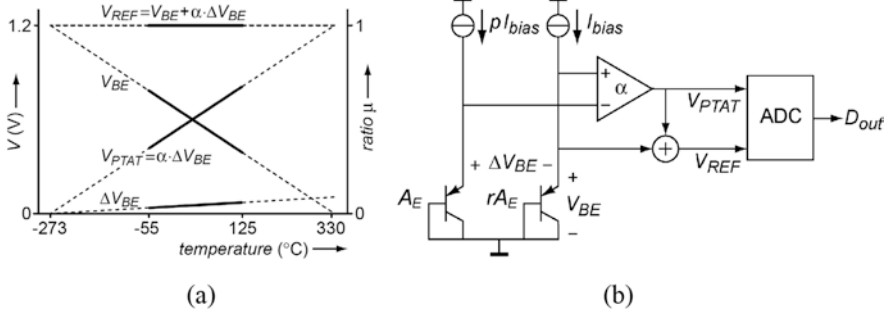 1.2
V_REF=V_BE+α·ΔV_BE
1
V_BE
V (V)
ratio μ
V_PTAT=α·ΔV_BE
ΔV_BE
0
0
-273
-55
125
330
temperature (°C)
(a)
p I_bias
I_bias
+
α
−
V_PTAT
ADC
D_out
+
V_REF
+ ΔV_BE −
+
A_E
rA_E
V_BE
−
(b)